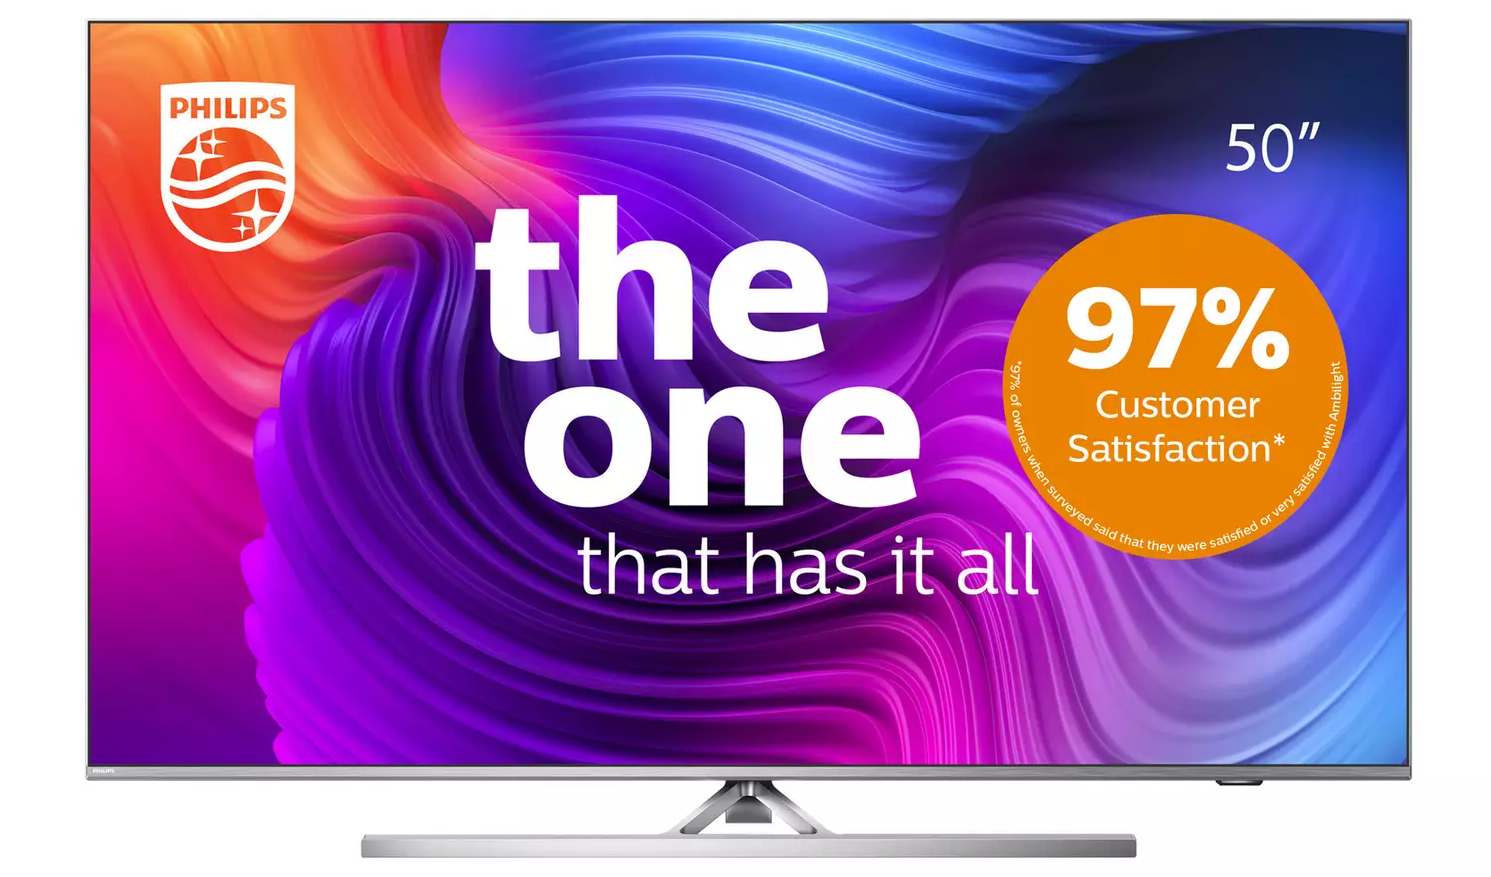 PHILIPS
50”
the
one
that has it all
97%
Customer
Satisfaction*
*97% of owners when surveyed said that they were satisfied or very satisfied with Ambilight
PHILIPS